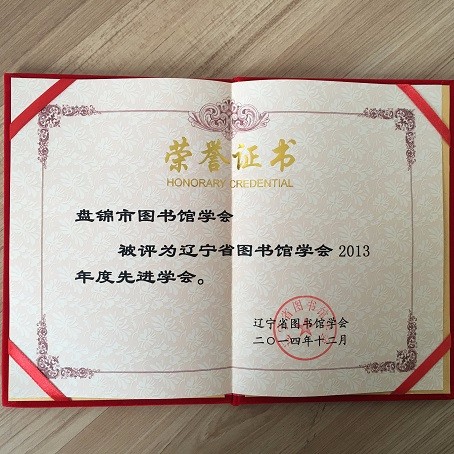 荣誉证书
HONORARY CREDENTIAL
盘锦市图书馆学会
被评为辽宁省图书馆学会 2013
年度先进学会。
辽宁省图书馆学会
二〇一四年十二月